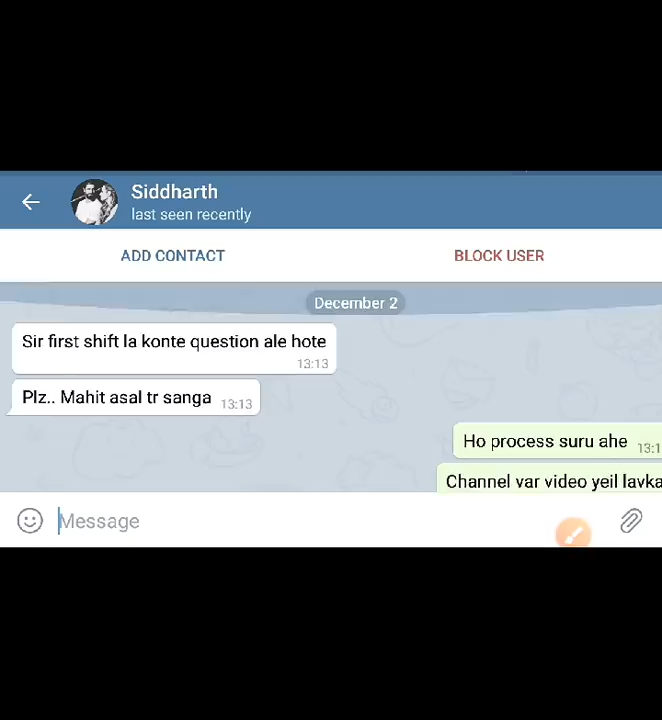 Siddharth
last seen recently
ADD CONTACT
BLOCK USER
December 2
Sir first shift la konte question ale hote
13:13
Plz.. Mahit asal tr sanga 13:13
Ho process suru ahe
Channel var video yeil
Message